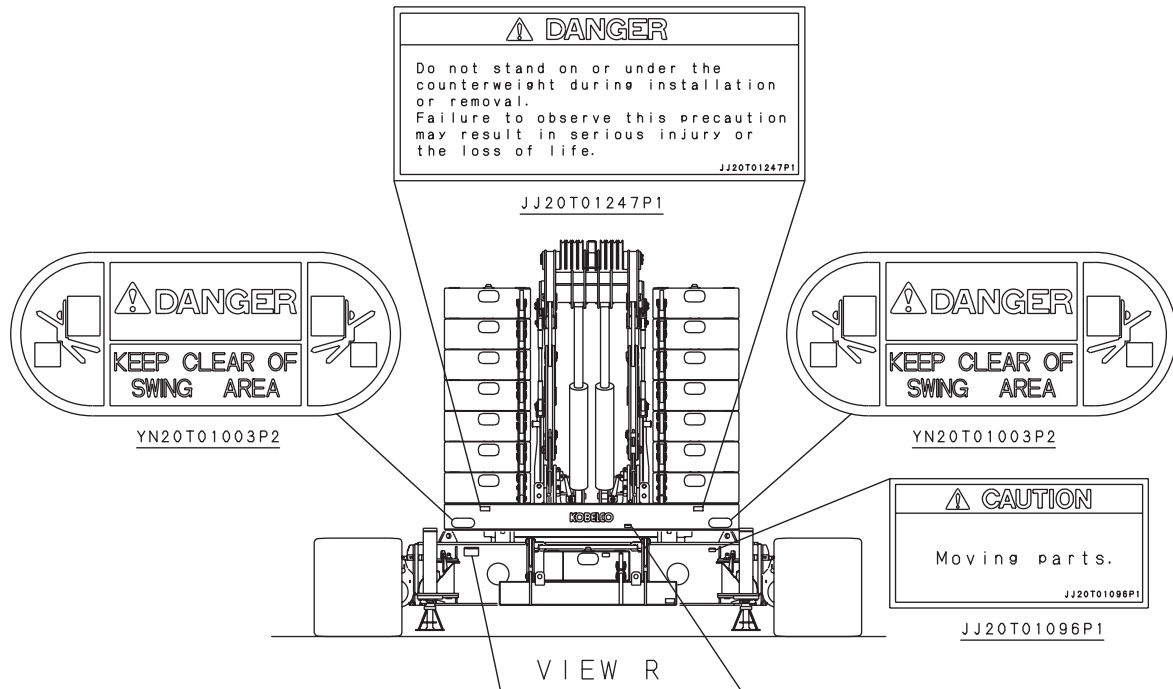 DANGER
Do not stand on or under the
counterweight during installation
or removal.
Failure to observe this precaution
may result in serious injury or
the loss of life.
JJ20T01247P1
JJ20T01247P1
DANGER
KEEP CLEAR OF
SWING AREA
YN20T01003P2
DANGER
KEEP CLEAR OF
SWING AREA
YN20T01003P2
KOBELCO
CAUTION
Moving parts.
JJ20T01096P1
JJ20T01096P1
VIEW R